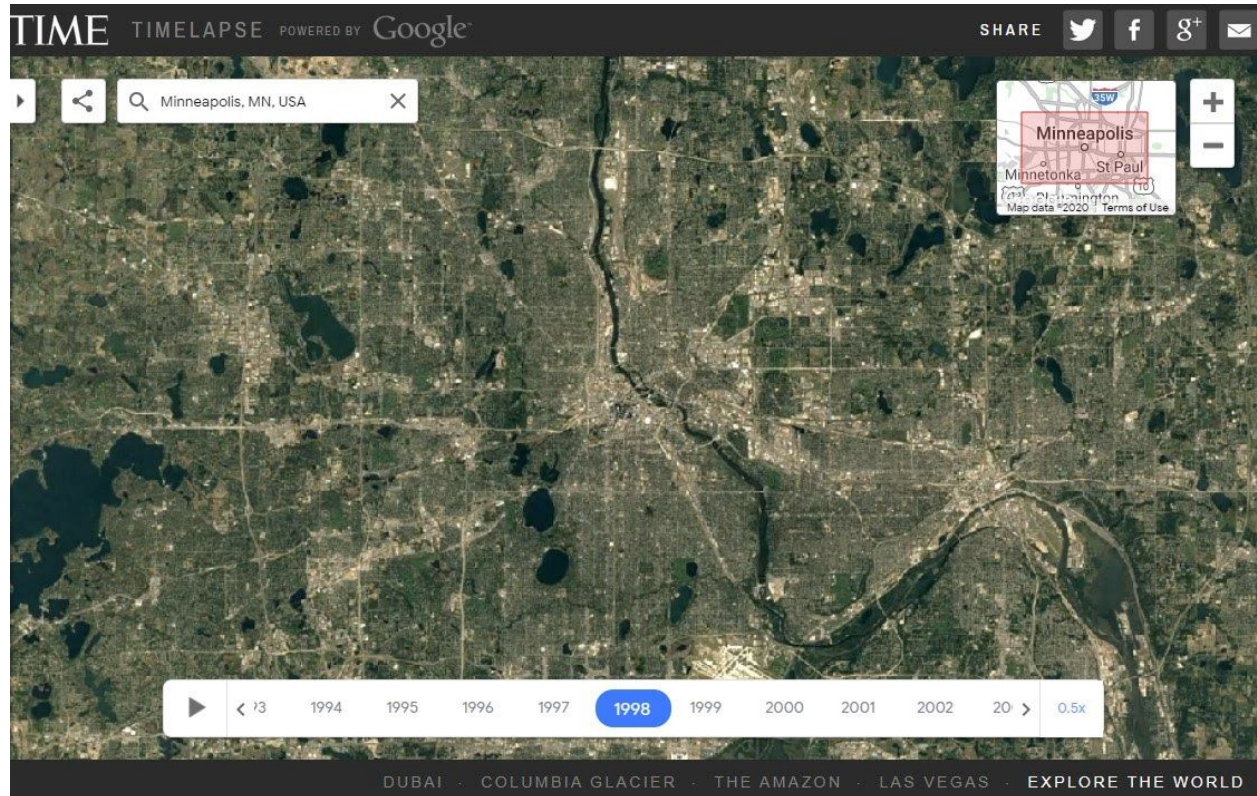 TIME TIMELAPSE POWERED BY Google SHARE g+
Minneapolis, MN, USA
35W
Minneapolis
St Paul
Minnetonka
10
Map data ©2020 Terms of Use
1994 1995 1996 1997 1998 1999 2000 2001 2002 0.5x
DUBAI · COLUMBIA GLACIER · THE AMAZON · LAS VEGAS · EXPLORE THE WORLD